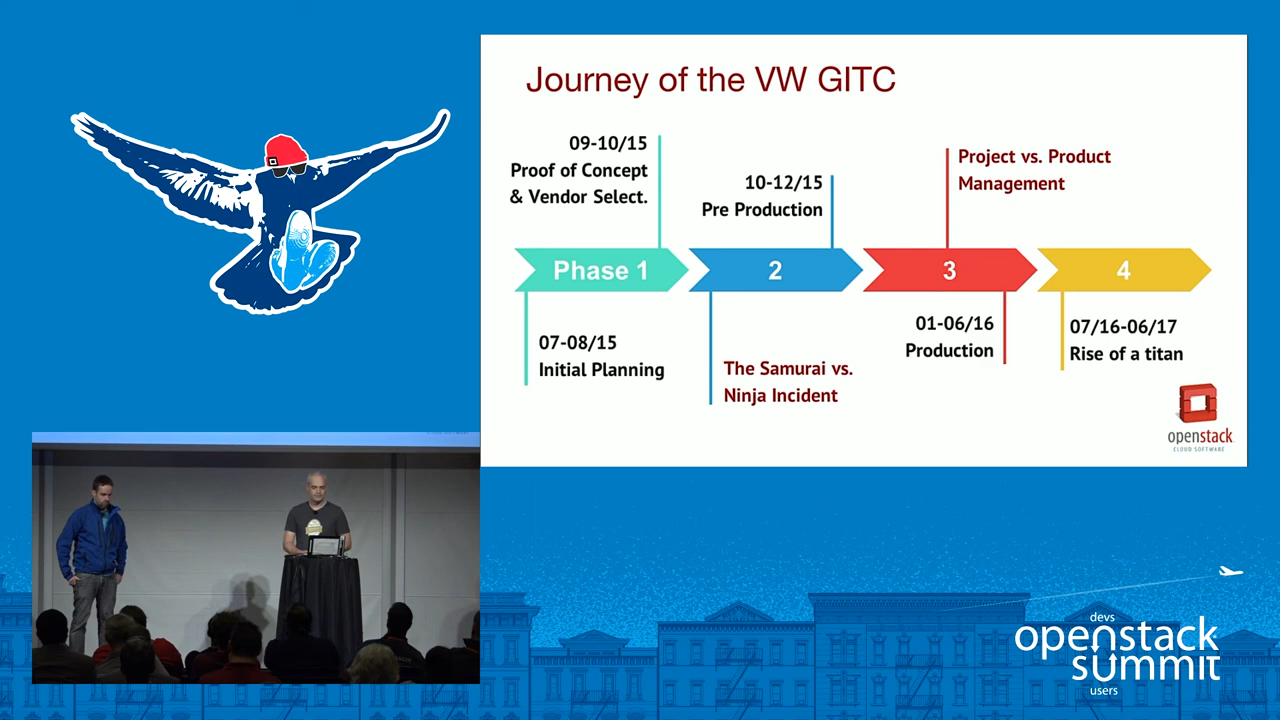 Journey of the VW GITC
09-10/15
Proof of Concept
& Vendor Select.
10-12/15
Pre Production
Project vs. Product
Management
Phase 1
2
3
4
07-08/15
Initial Planning
The Samurai vs.
Ninja Incident
01-06/16
Production
07/16-06/17
Rise of a titan
openstack
CLOUD SOFTWARE
devs
openstack
summit
users